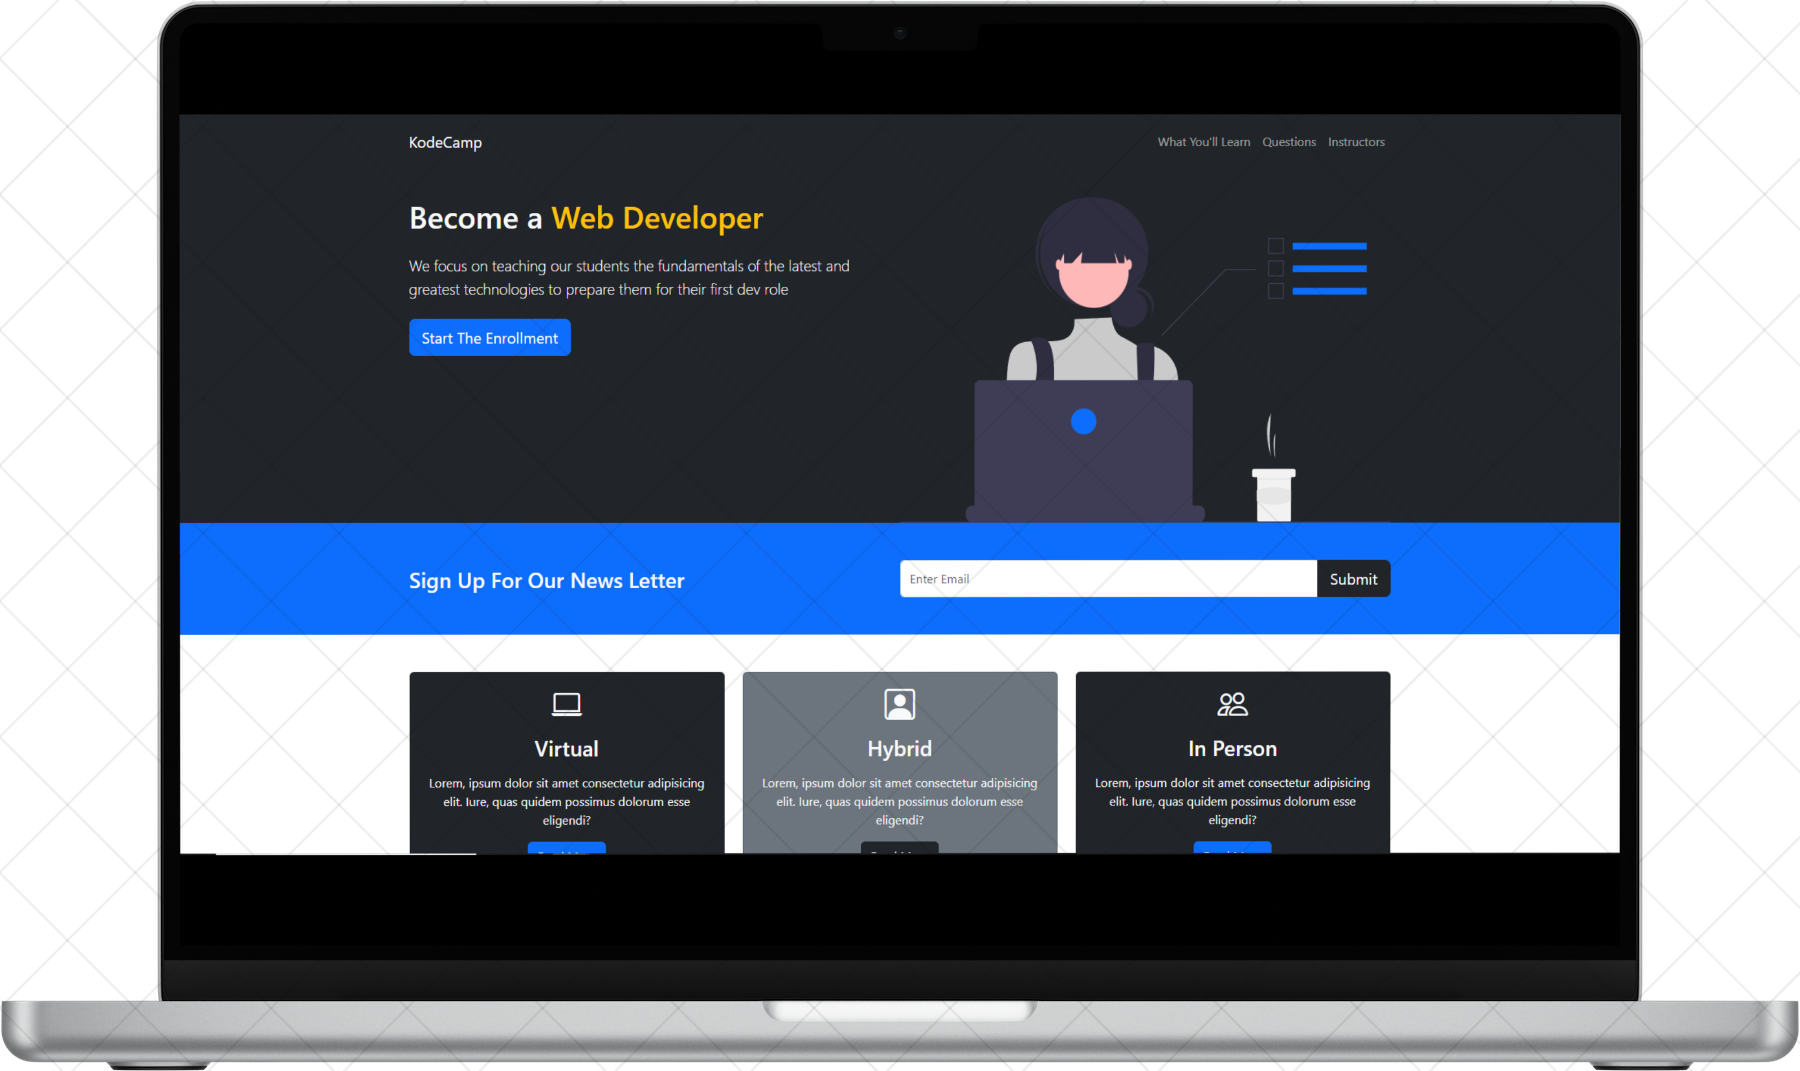 KodeCamp
What You'll Learn Questions Instructors
Become a Web Developer
We focus on teaching our students the fundamentals of the latest and
greatest technologies to prepare them for their first dev role
Start The Enrollment
Sign Up For Our News Letter
Enter Email
Submit
Virtual
Lorem, ipsum dolor sit amet consectetur adipisicing
elit. Iure, quas quidem possimus dolorum esse
eligendi?
Hybrid
Lorem, ipsum dolor sit amet consectetur adipisicing
elit. Iure, quas quidem possimus dolorum esse
eligendi?
In Person
Lorem, ipsum dolor sit amet consectetur adipisicing
elit. Iure, quas quidem possimus dolorum esse
eligendi?